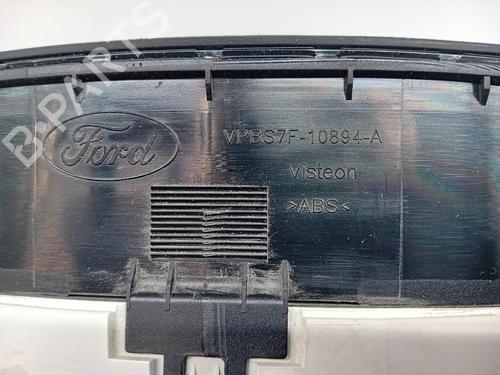 Ford
VPBS7F-10894-A
Visteon
>ABS<
B-PARTS